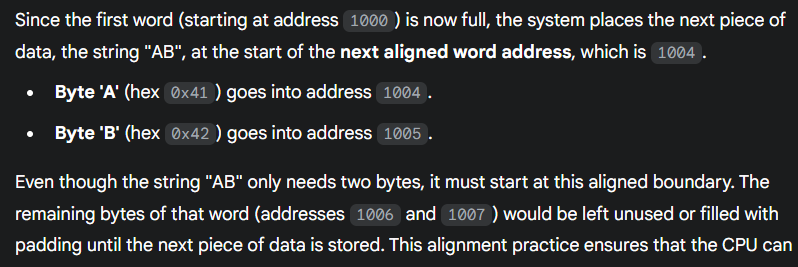 Since the first word (starting at address 1000) is now full, the system places the next piece of
data, the string "AB", at the start of the next aligned word address, which is 1004.
• Byte 'A' (hex 0x41) goes into address 1004.
• Byte 'B' (hex 0x42) goes into address 1005.
Even though the string "AB" only needs two bytes, it must start at this aligned boundary. The
remaining bytes of that word (addresses 1006 and 1007) would be left unused or filled with
padding until the next piece of data is stored. This alignment practice ensures that the CPU can